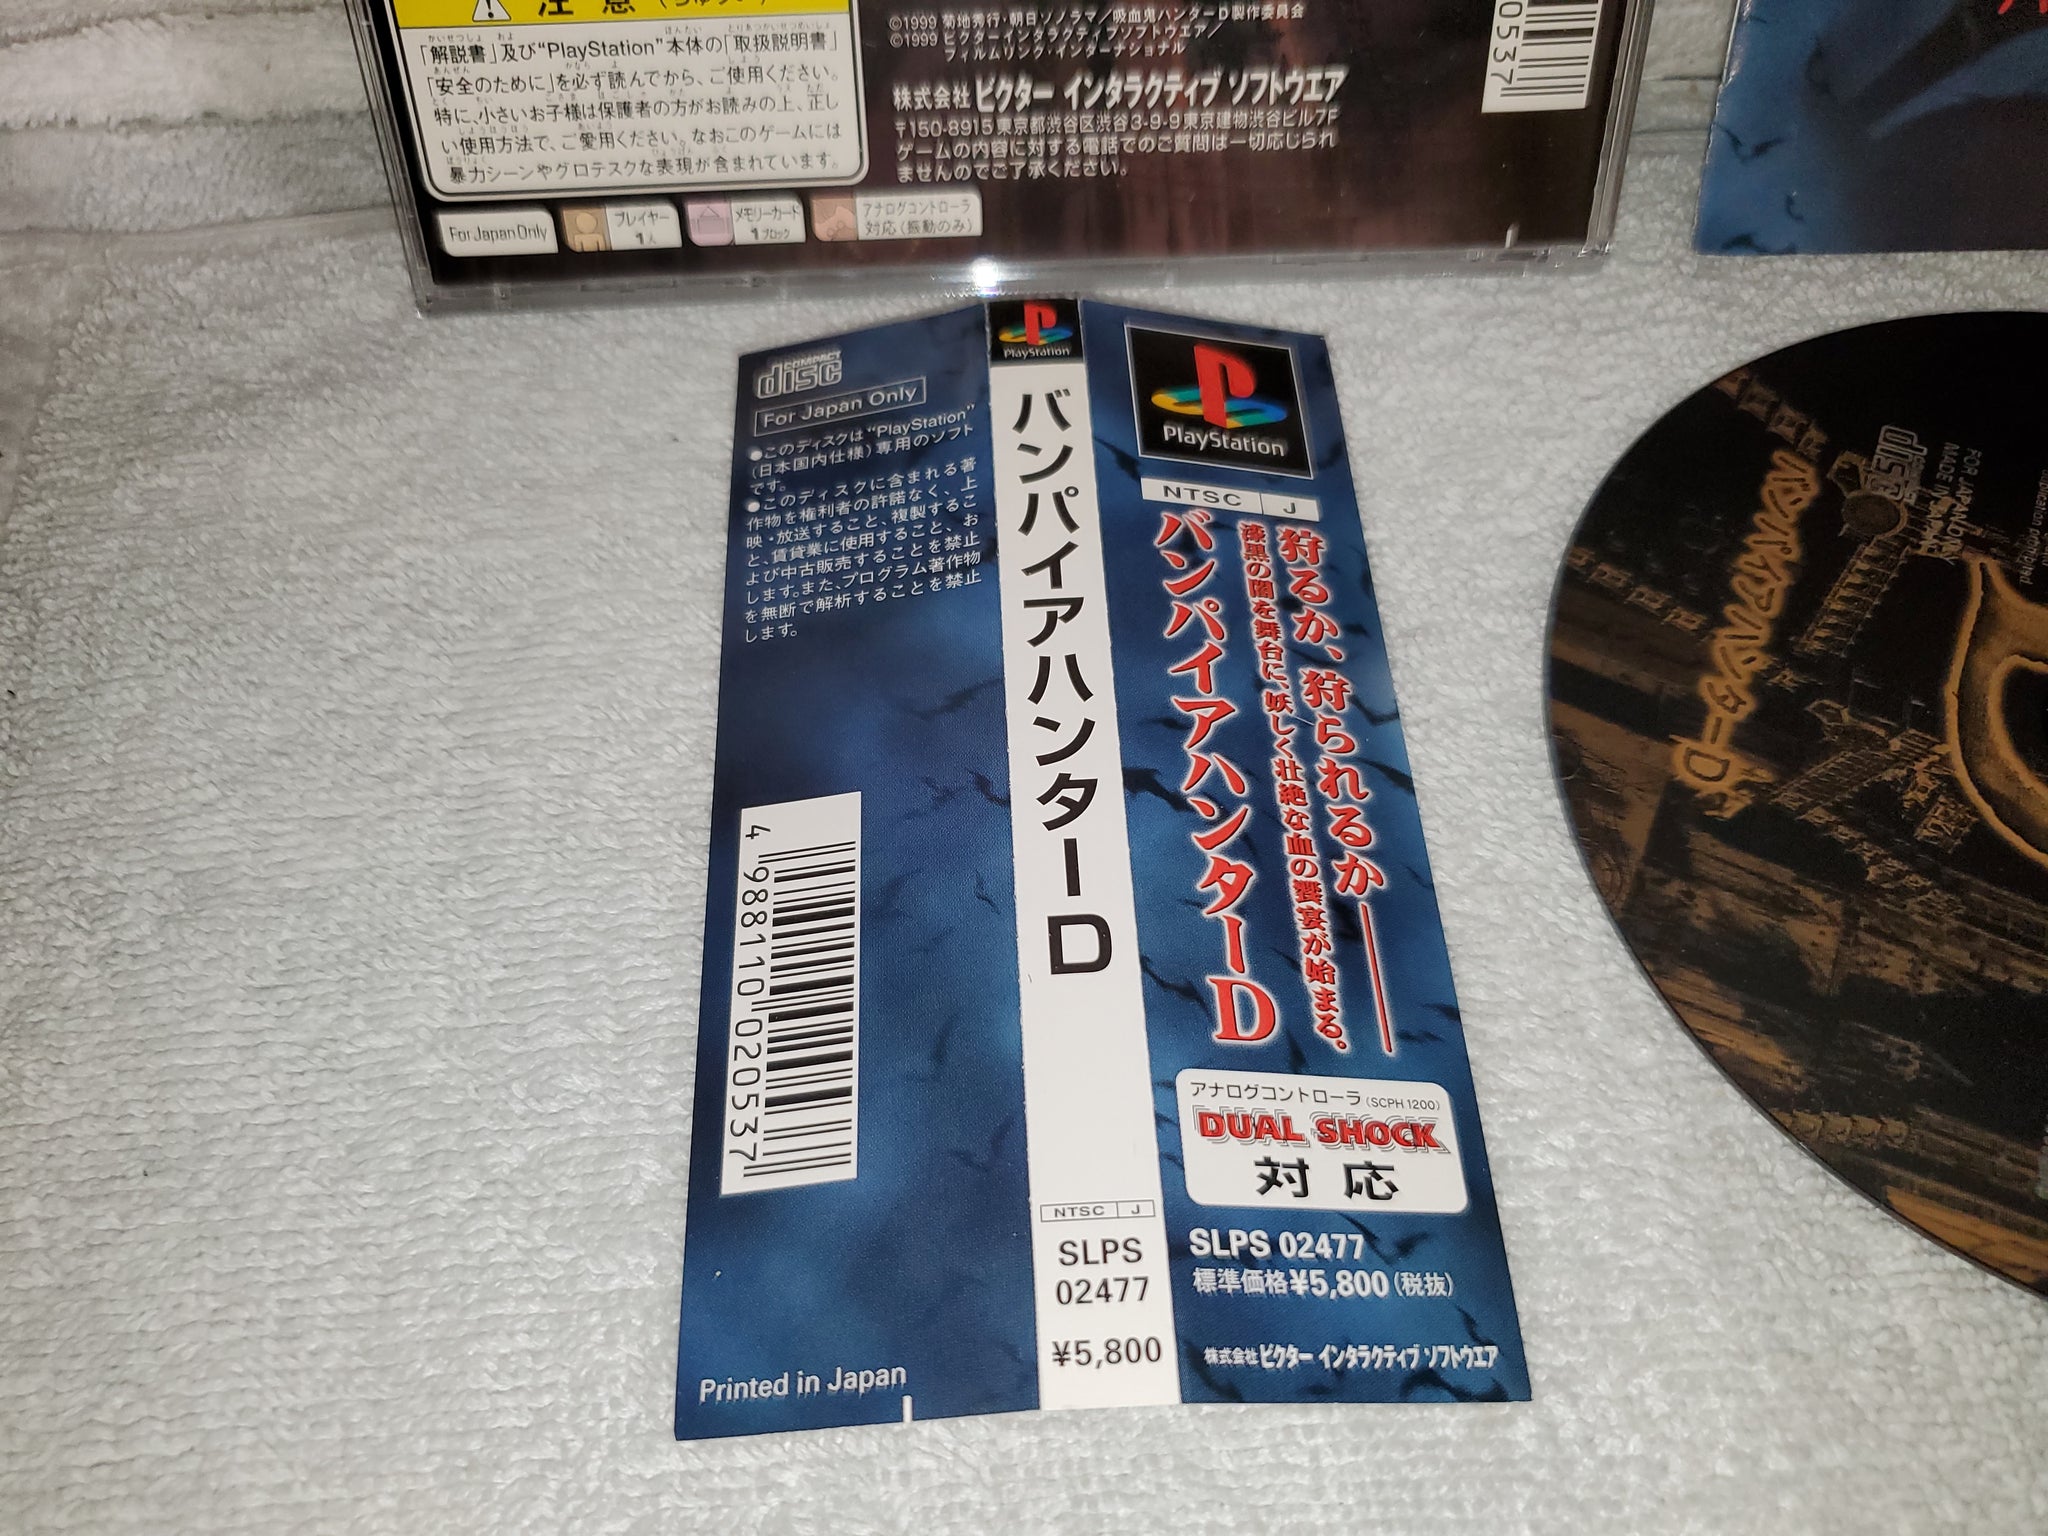 注意
「解説書」及び“PlayStation”本体の「取扱説明書」
「安全のために」を必ず読んでから、ご使用ください。
特に、小さいお子様は保護者の方がお読みの上、正し
い使用方法で、ご愛用ください。なおこのゲームには
暴力シーンやグロテスクな表現が含まれています。
For Japan Only
プレイヤー
1人
メモリーカード
1ブロック
アナログコントローラ
対応(振動のみ)
©1999 菊地秀行・朝日ソノラマ/吸血鬼ハンターD製作委員会
©1999 ビクターインタラクティブソフトウエア/
フィルムリンク・インターナショナル
株式会社 ビクター インタラクティブ ソフトウエア
〒150-8915 東京都渋谷区渋谷3-9-9東京建物渋谷ビル7F
ゲームの内容に対する電話でのご質問は一切応じられ
ませんのでご了承ください。
0537
COMPACT
disc
For Japan Only
●このディスクは“PlayStation”
(日本国内仕様)専用のソフト
です。
●このディスクに含まれる著
作物を権利者の許諾なく、上
映・放送すること、複製するこ
と、賃貸業に使用すること、お
よび中古販売することを禁止
します。また、プログラム著作物
を無断で解析することを禁止
します。
4 988110 020537
Printed in Japan
PlayStation
バンパイアハンターD
NTSC J
SLPS
02477
¥5,800
PlayStation
NTSC J
狩るか、狩られるか──
漆黒の闇を舞台に、妖しく壮絶な血の饗宴が始まる。
バンパイアハンターD
アナログコントローラ(SCPH 1200)
DUAL SHOCK
対応
SLPS 02477
標準価格¥5,800(税抜)
株式会社 ビクター インタラクティブ ソフトウエア
バンパイアハンターD
disc
FOR JAPAN ONLY
MADE IN JAPAN